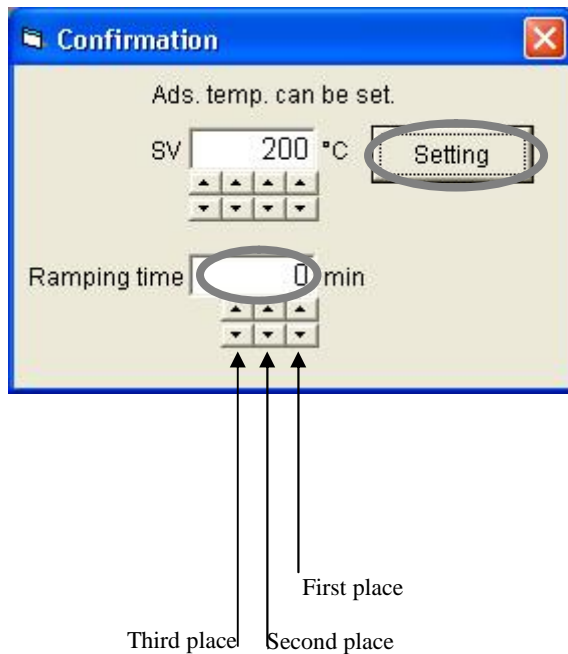 Confirmation
Ads. temp. can be set.
SV 200 °C Setting
Ramping time 0 min
First place
Third place Second place